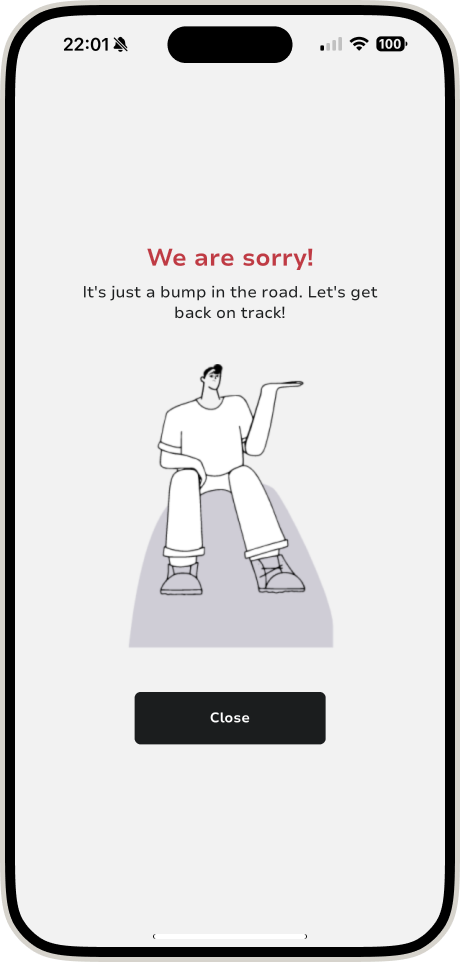 22:01
100
We are sorry!
It's just a bump in the road. Let's get
back on track!
Close